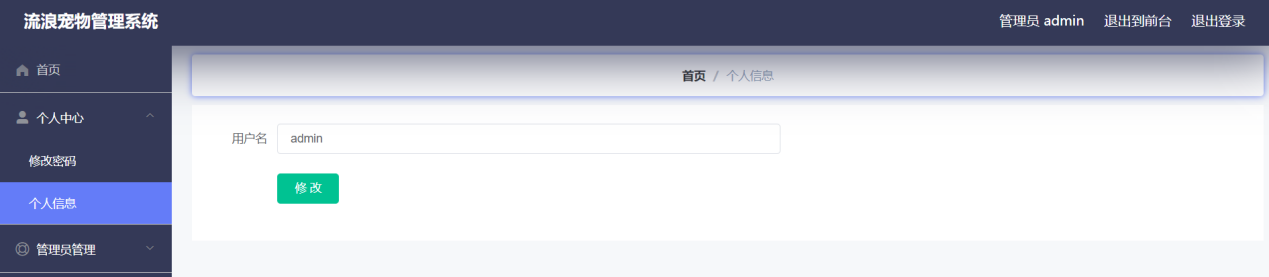 流浪宠物管理系统
管理员 admin 退出到前台 退出登录
首页
首页 / 个人信息
个人中心
用户名 admin
修改密码
修改
个人信息
管理员管理